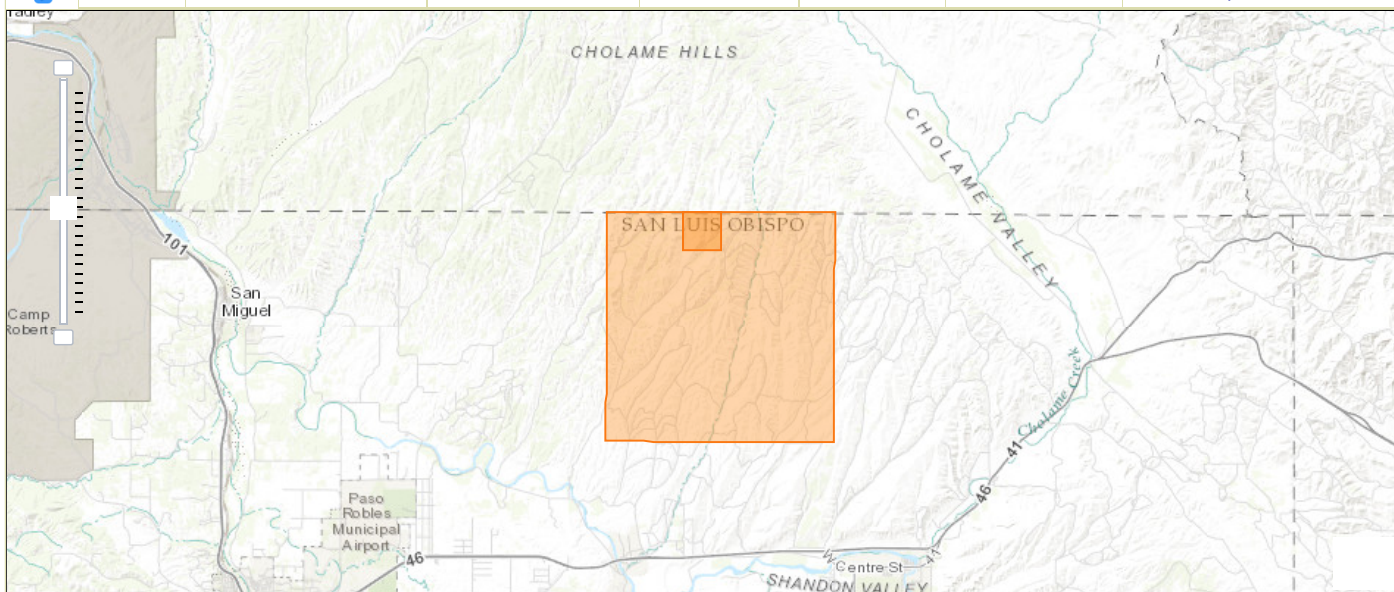 CHOLAME HILLS
CHOLAME VALLEY
SAN LUIS OBISPO
101
San
Miguel
Camp
Roberts
Cholame Creek
41
46
Paso
Robles
Municipal
Airport
46
41
W
Centre St
SHANDON VALLEY